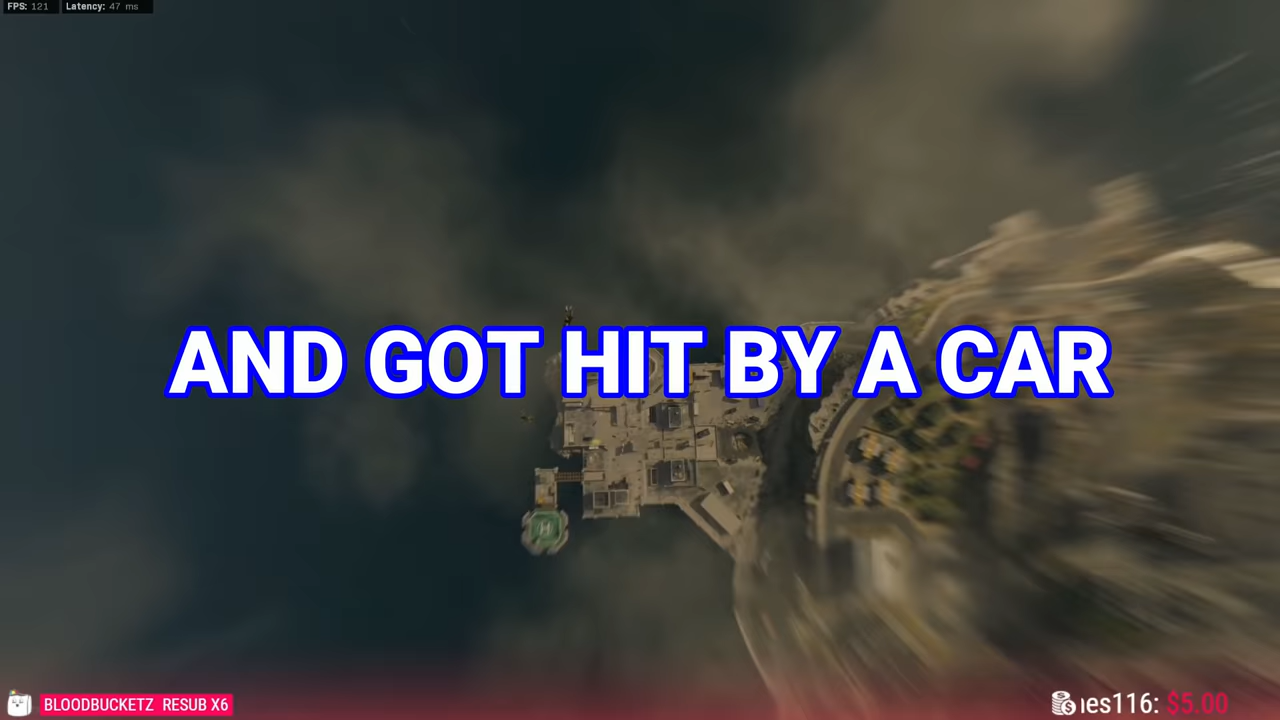 FPS: 121 Latency: 47 ms
AND GOT HIT BY A CAR
H
BLOODBUCKETZ RESUB X6
ies116: $5.00